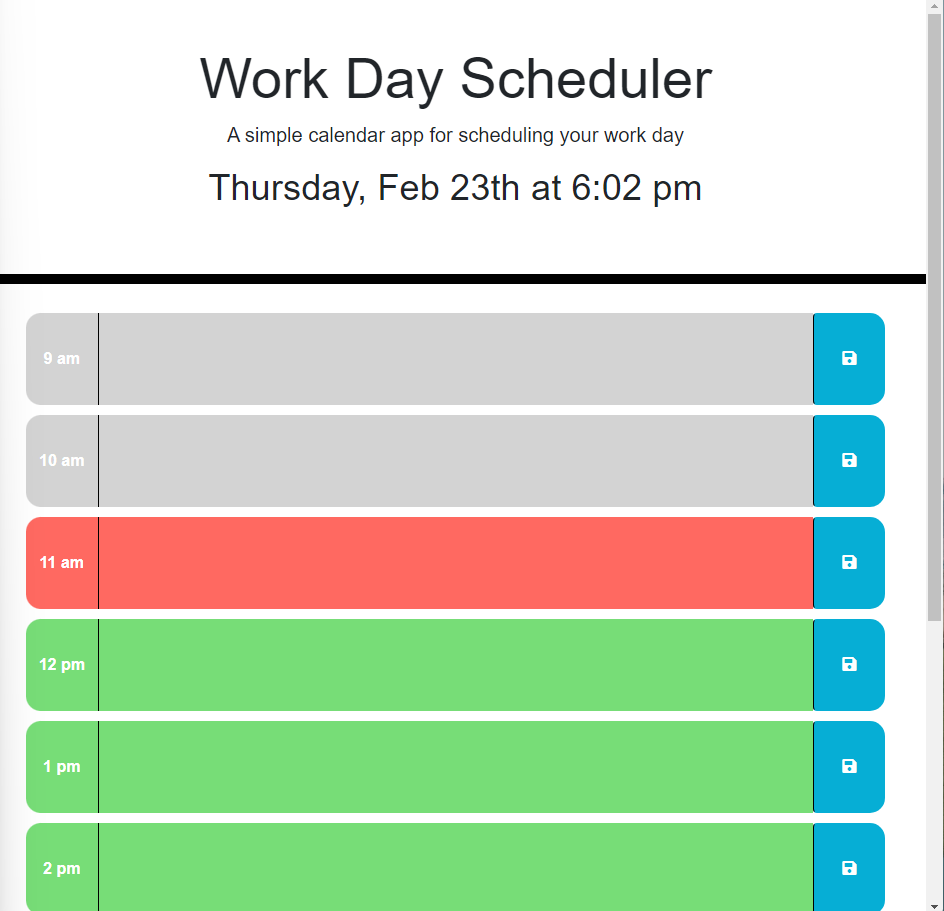 Work Day Scheduler
A simple calendar app for scheduling your work day
Thursday, Feb 23th at 6:02 pm
9 am
10 am
11 am
12 pm
1 pm
2 pm